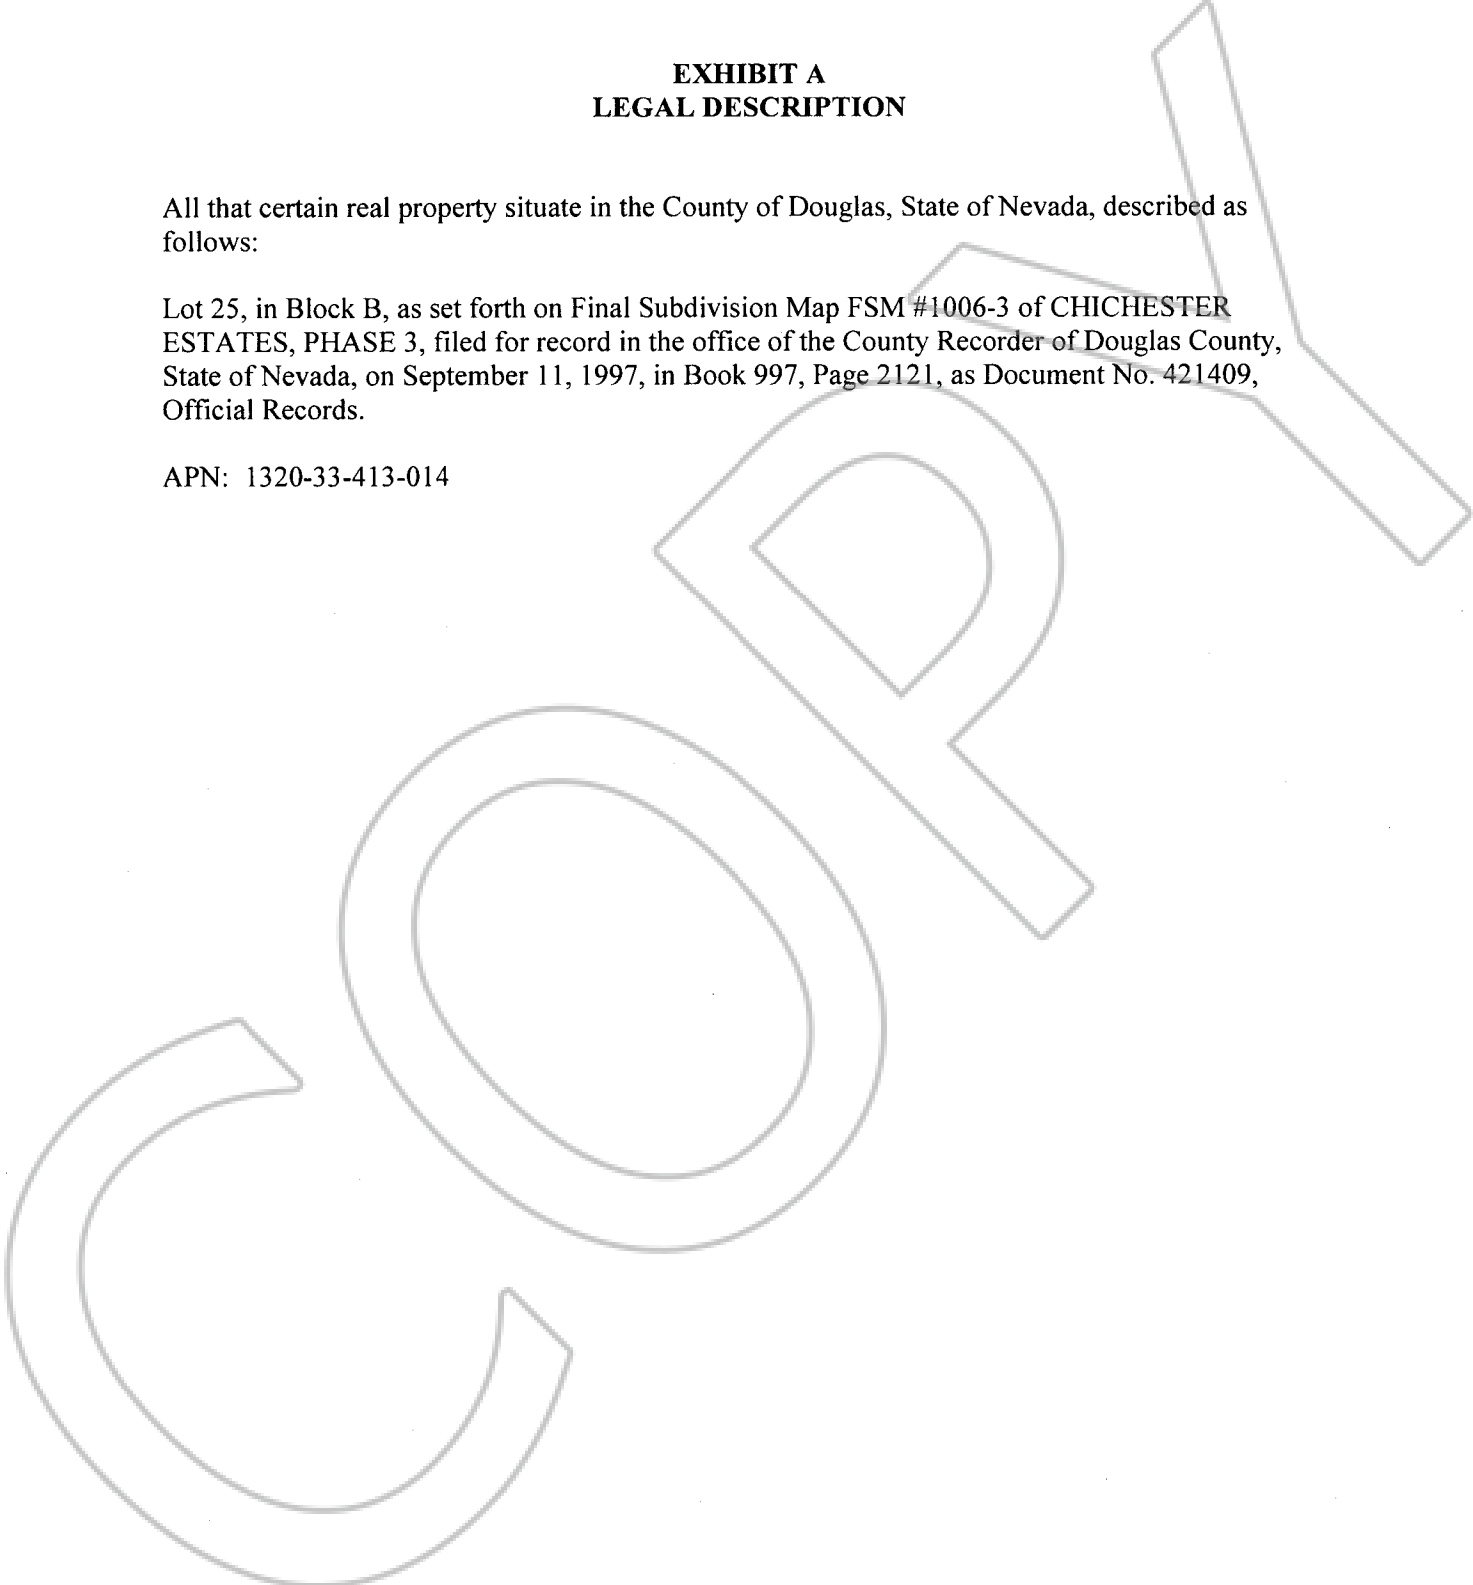 EXHIBIT A
LEGAL DESCRIPTION
All that certain real property situate in the County of Douglas, State of Nevada, described as
follows:
Lot 25, in Block B, as set forth on Final Subdivision Map FSM #1006-3 of CHICHESTER
ESTATES, PHASE 3, filed for record in the office of the County Recorder of Douglas County,
State of Nevada, on September 11, 1997, in Book 997, Page 2121, as Document No. 421409,
Official Records.
APN: 1320-33-413-014
COPY